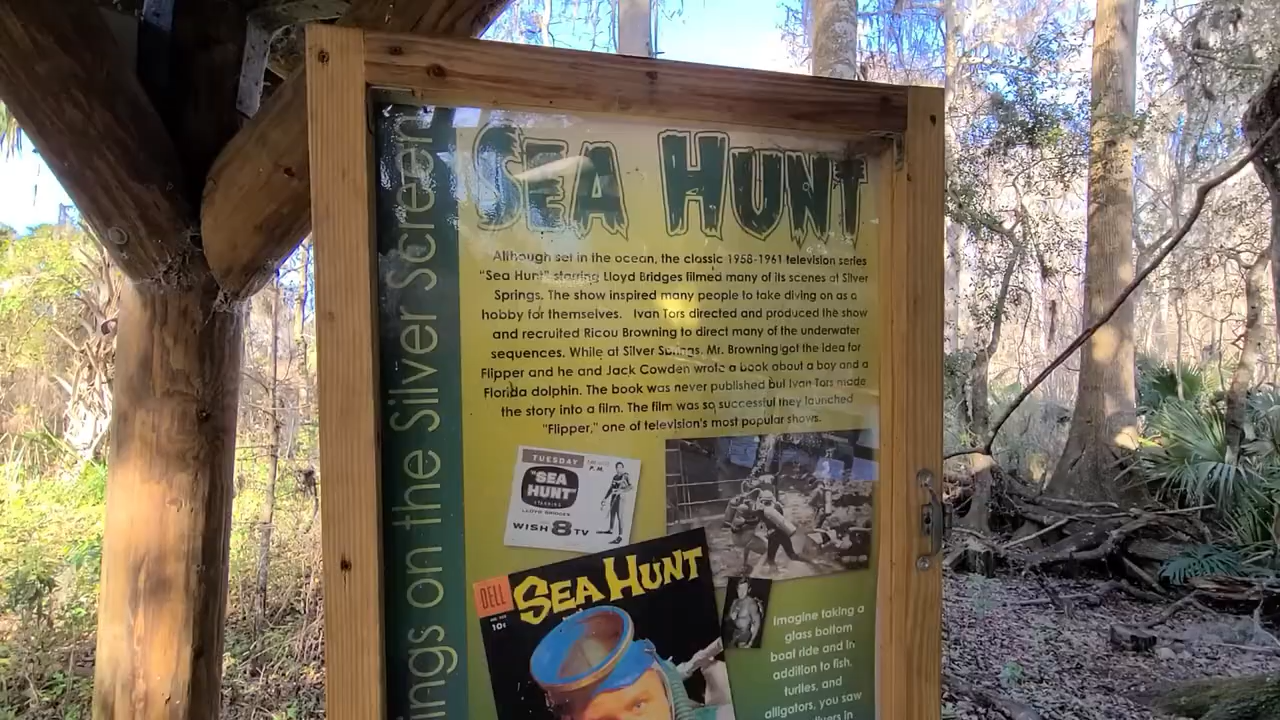 ings on the Silver Screen
SEA HUNT
Although set in the ocean, the classic 1958-1961 television series
"Sea Hunt" starring Lloyd Bridges filmed many of its scenes at Silver
Springs. The show inspired many people to take diving on as a
hobby for themselves. Ivan Tors directed and produced the show
and recruited Ricou Browning to direct many of the underwater
sequences. While at Silver Springs, Mr. Browning got the idea for
Flipper and he and Jack Cowden wrote a book about a boy and a
Florida dolphin. The book was never published but Ivan Tors made
the story into a film. The film was so successful they launched
"Flipper," one of television's most popular shows.
TUESDAY
P.M.
"SEA
HUNT"
STARRING
LLOYD BRIDGES
WISH 8 TV
DELL
10¢
SEA HUNT
Imagine taking a
glass bottom
boat ride and in
addition to fish,
turtles, and
alligators, you saw
divers in